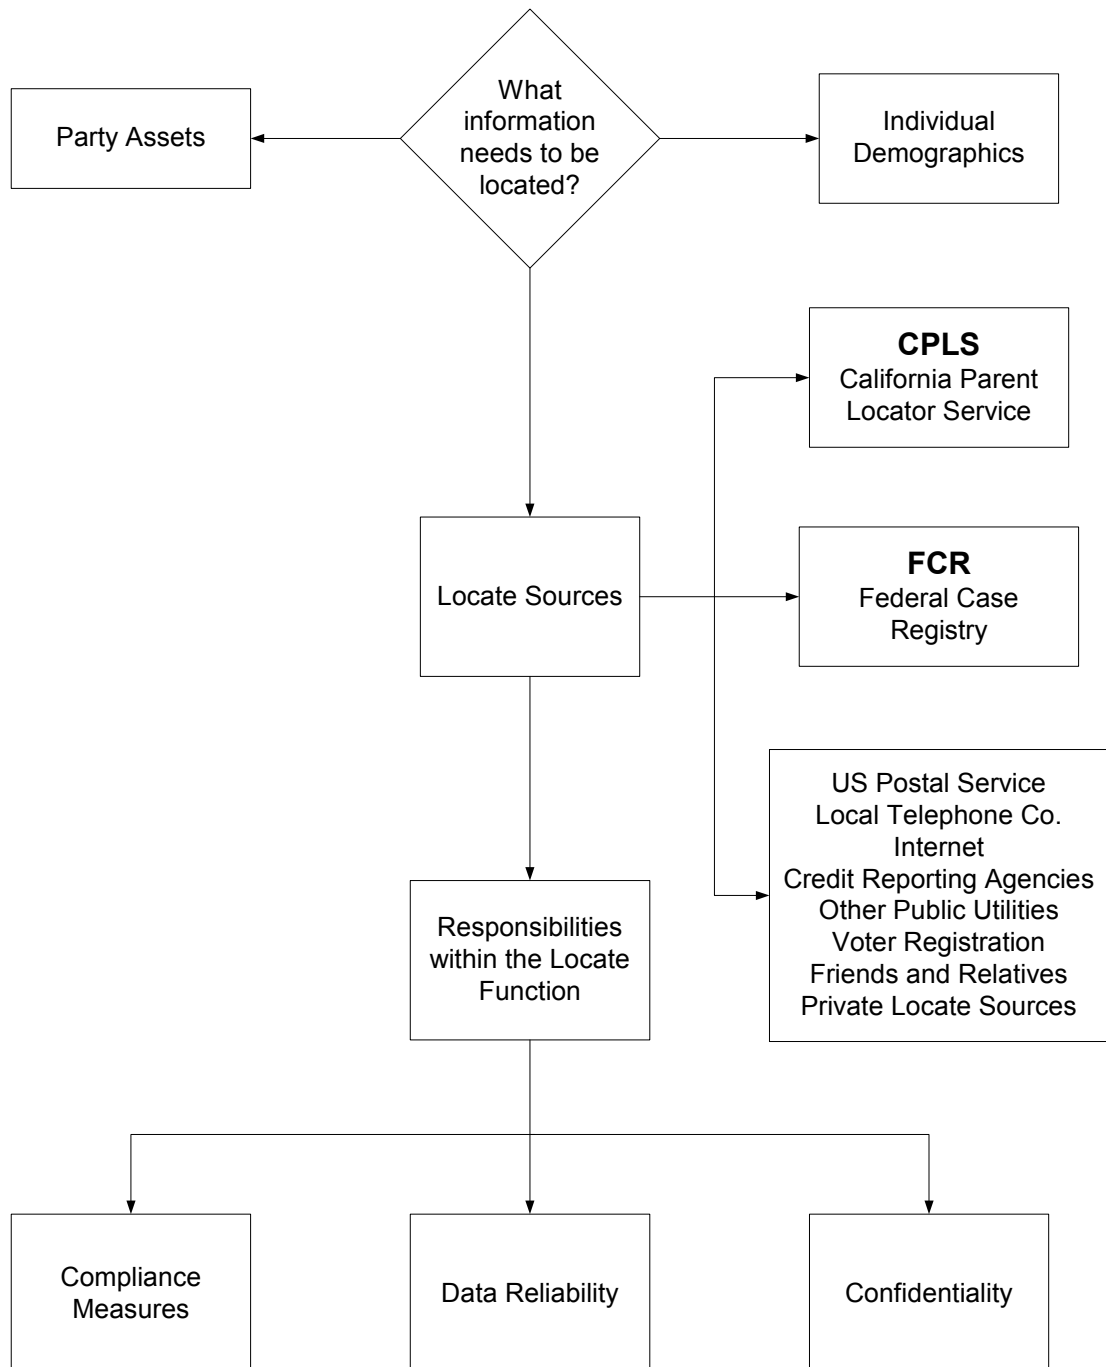 What
information
needs to be
located?
Party Assets
Individual
Demographics
CPLS
California Parent
Locator Service
Locate Sources
FCR
Federal Case
Registry
US Postal Service
Local Telephone Co.
Internet
Credit Reporting Agencies
Other Public Utilities
Voter Registration
Friends and Relatives
Private Locate Sources
Responsibilities
within the Locate
Function
Compliance
Measures
Data Reliability
Confidentiality